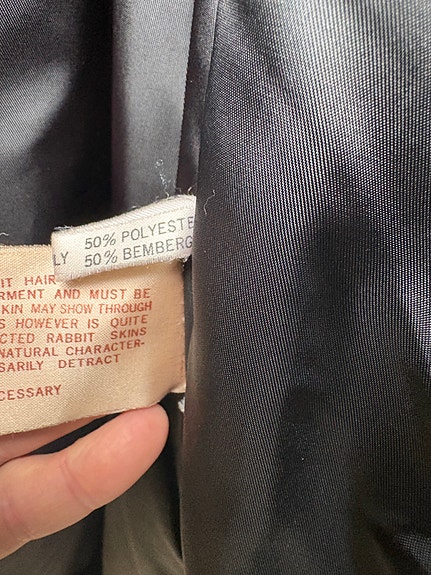 LY 50% POLYESTE
50% BEMBERG
IT HAIR
RMENT AND MUST BE
KIN MAY SHOW THROUGH
S HOWEVER IS QUITE
CTED RABBIT SKINS
NATURAL CHARACTER-
SARILY DETRACT
CESSARY